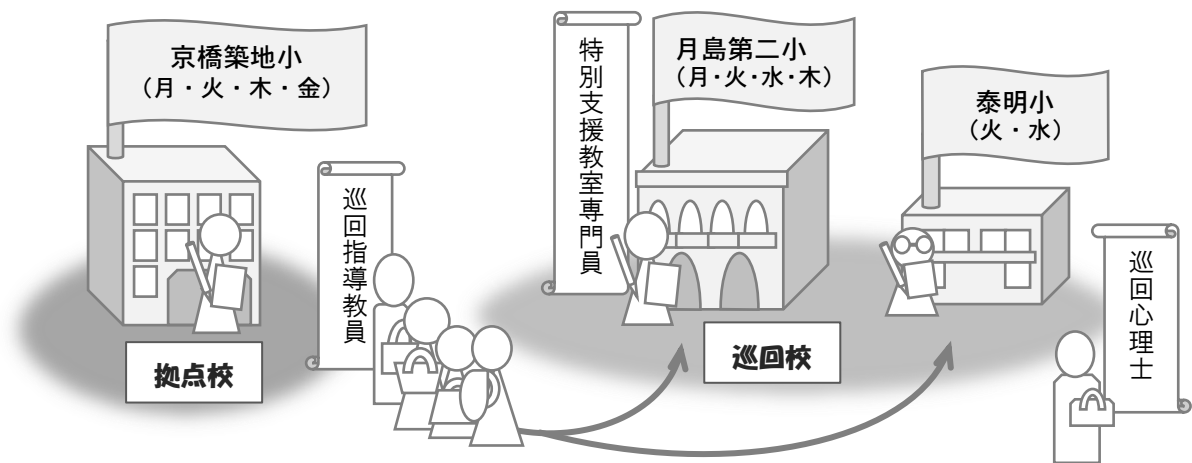 京橋築地小
（月・火・木・金）
拠点校
巡回指導教員
特別支援教室専門員
月島第二小
（月・火・水・木）
巡回校
泰明小
（火・水）
巡回心理士